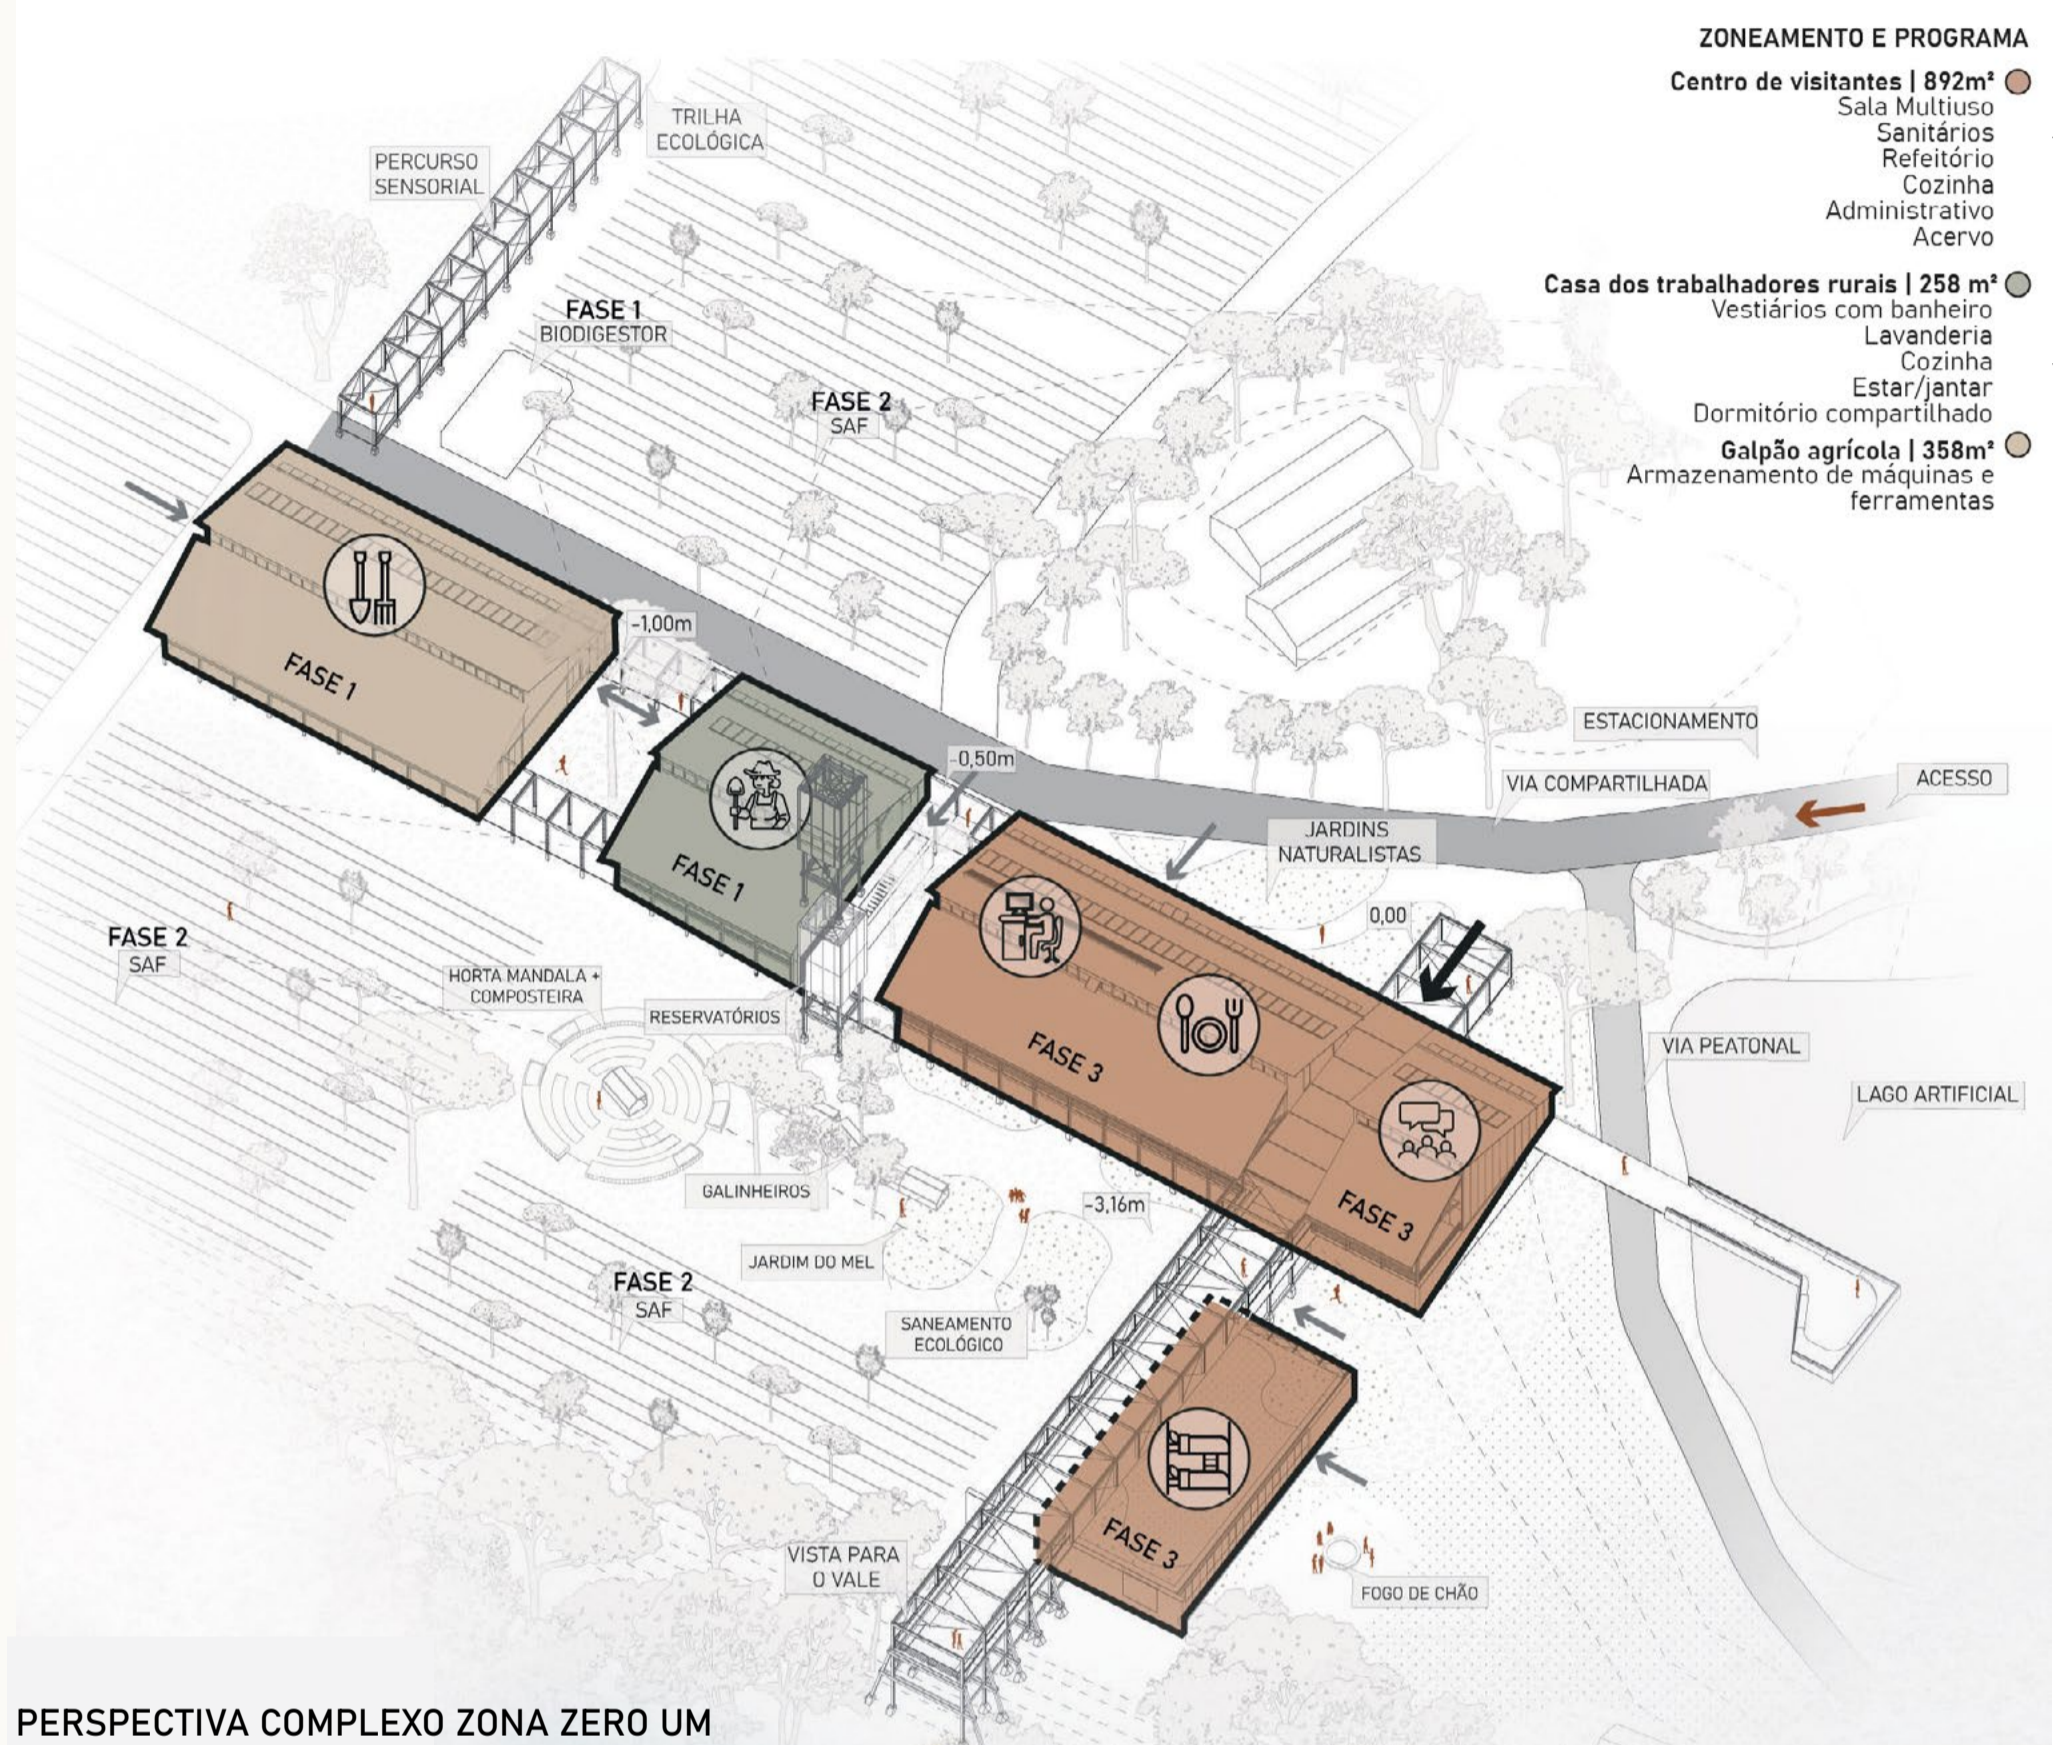 ZONEAMENTO E PROGRAMA
Centro de visitantes | 892m²
Sala Multiuso
Sanitários
Refeitório
Cozinha
Administrativo
Acervo
Casa dos trabalhadores rurais | 258 m²
Vestiários com banheiro
Lavanderia
Cozinha
Estar/jantar
Dormitório compartilhado
Galpão agrícola | 358m²
Armazenamento de máquinas e
ferramentas
TRILHA
ECOLÓGICA
PERCURSO
SENSORIAL
FASE 1
BIODIGESTOR
FASE 2
SAF
FASE 1
-1,00m
FASE 1
-0,50m
ESTACIONAMENTO
VIA COMPARTILHADA
ACESSO
JARDINS
NATURALISTAS
0,00
FASE 2
SAF
HORTA MANDALA +
COMPOSTEIRA
RESERVATÓRIOS
FASE 3
VIA PEATONAL
LAGO ARTIFICIAL
GALINHEIROS
-3,16m
FASE 3
JARDIM DO MEL
FASE 2
SAF
SANEAMENTO
ECOLÓGICO
FASE 3
VISTA PARA
O VALE
FOGO DE CHÃO
PERSPECTIVA COMPLEXO ZONA ZERO UM